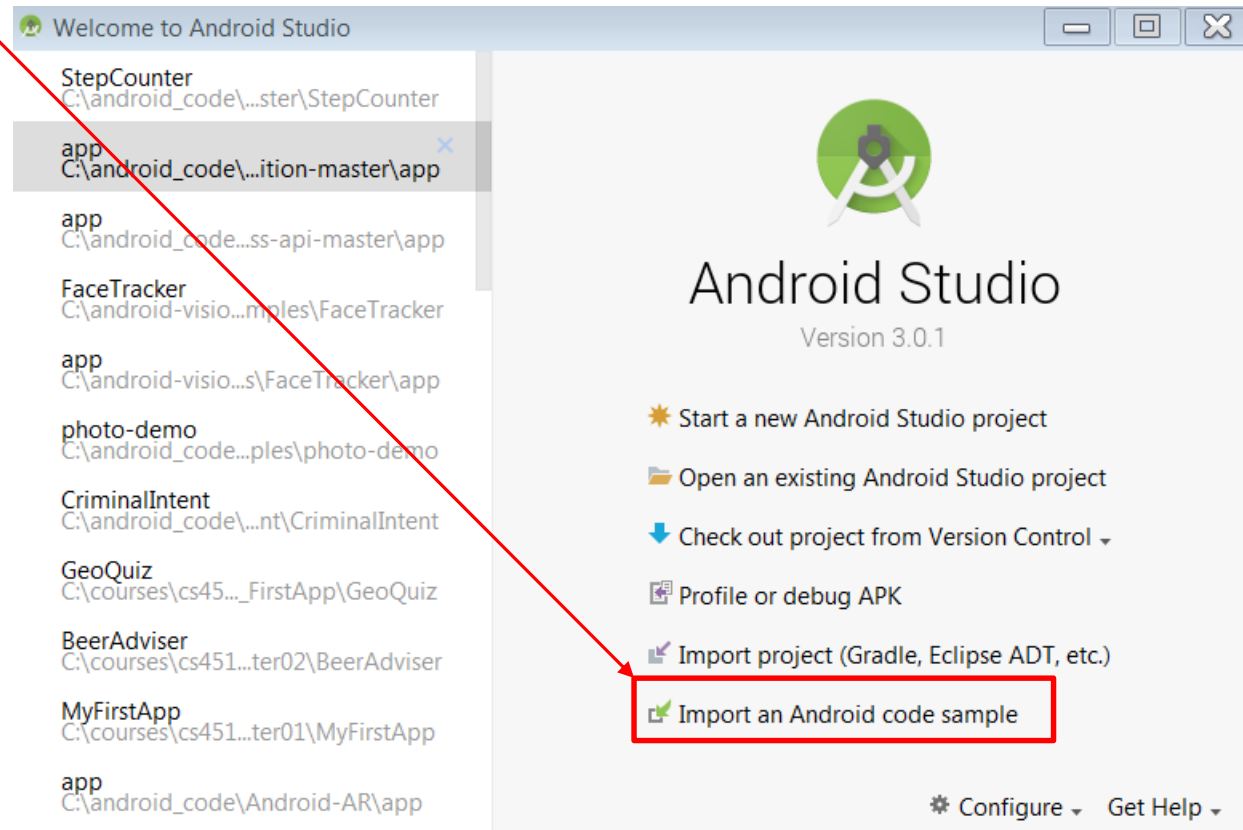 Welcome to Android Studio
StepCounter
C:\android_code\...ster\StepCounter
app
C:\android_code\...ition-master\app
app
C:\android_code...ss-api-master\app
FaceTracker
C:\android-visio...mples\FaceTracker
app
C:\android-visio...s\FaceTracker\app
photo-demo
C:\android_code...ples\photo-demo
CriminalIntent
C:\android_code\...nt\CriminalIntent
GeoQuiz
C:\courses\cs45..._FirstApp\GeoQuiz
BeerAdviser
C:\courses\cs451...ter02\BeerAdviser
MyFirstApp
C:\courses\cs451...ter01\MyFirstApp
app
C:\android_code\Android-AR\app
Android Studio
Version 3.0.1
Start a new Android Studio project
Open an existing Android Studio project
Check out project from Version Control
Profile or debug APK
Import project (Gradle, Eclipse ADT, etc.)
Import an Android code sample
Configure Get Help